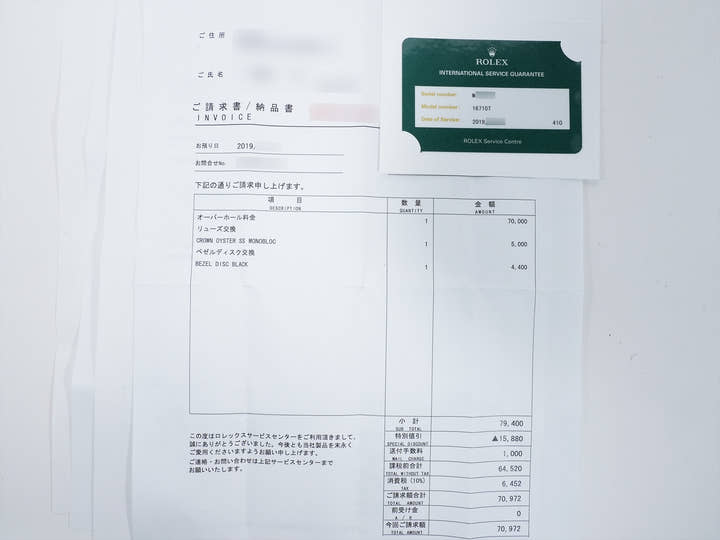 ご住所
ご氏名
ご請求書/納品書
INVOICE
お預り日 2019,
お問合せNo.
ROLEX
INTERNATIONAL SERVICE GUARANTEE
Serial number:
Model number: 16710T
Date of Service: 2019, 410
ROLEX Service Centre
下記の通りご請求申し上げます。
項目 数量 金額
DESCRIPTION QUANTITY AMOUNT
オーバーホール料金 1 70,000
リューズ交換
CROWN OYSTER SS MONOBLOC 1 5,000
ベゼルディスク交換
BEZEL DISC BLACK 1 4,400
小計 79,400
SUB TOTAL
特別値引 ▲15,880
SPECIAL DISCOUNT
送付手数料 1,000
MAIL CHARGE
課税前合計 64,520
TOTAL WITHOUT TAX
消費税(10%) 6,452
TAX
ご請求額合計 70,972
TOTAL AMOUNT
前受け金 0
A / R
今回ご請求額 70,972
TOTAL AMOUNT
この度はロレックスサービスセンターをご利用頂きまして、
誠にありがとうございました。今後とも当社製品を末永く
ご愛用くださいますようお願い申し上げます。
ご連絡・お問い合わせは上記サービスセンターまで
お願いいたします。